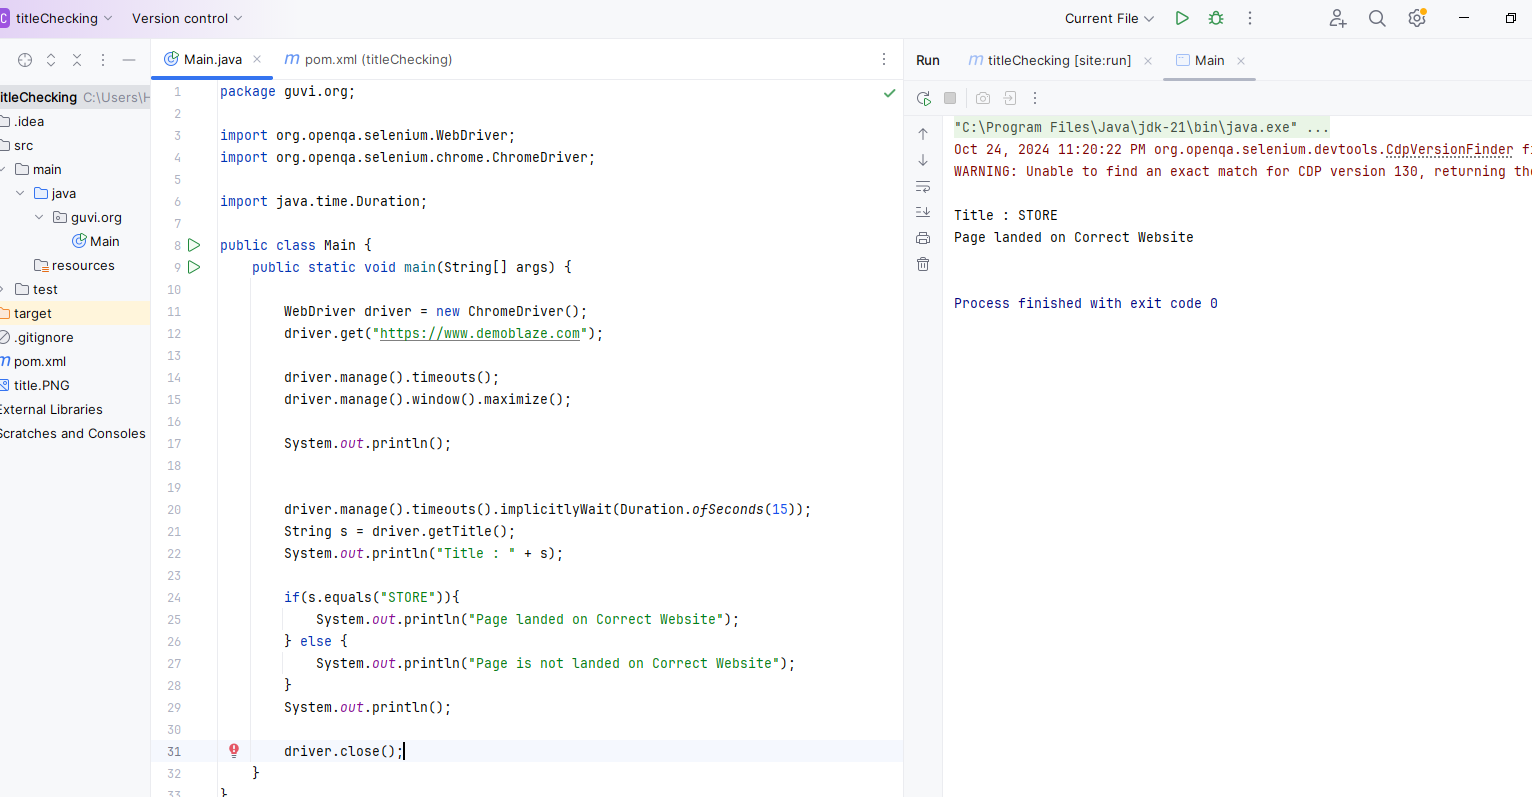 C titleChecking Version control Current File
Main.java pom.xml (titleChecking)
Run titleChecking [site:run] Main
itleChecking C:\Users\H
.idea
src
main
java
guvi.org
Main
resources
test
target
.gitignore
pom.xml
title.PNG
External Libraries
Scratches and Consoles
1 package guvi.org;
2
3 import org.openqa.selenium.WebDriver;
4 import org.openqa.selenium.chrome.ChromeDriver;
5
6 import java.time.Duration;
7
8 public class Main {
9 public static void main(String[] args) {
10
11 WebDriver driver = new ChromeDriver();
12 driver.get("https://www.demoblaze.com");
13
14 driver.manage().timeouts();
15 driver.manage().window().maximize();
16
17 System.out.println();
18
19
20 driver.manage().timeouts().implicitlyWait(Duration.ofSeconds(15));
21 String s = driver.getTitle();
22 System.out.println("Title : " + s);
23
24 if(s.equals("STORE")){
25 System.out.println("Page landed on Correct Website");
26 } else {
27 System.out.println("Page is not landed on Correct Website");
28 }
29 System.out.println();
30
31 driver.close();
32 }
33 }
"C:\Program Files\Java\jdk-21\bin\java.exe" ...
Oct 24, 2024 11:20:22 PM org.openqa.selenium.devtools.CdpVersionFinder fi
WARNING: Unable to find an exact match for CDP version 130, returning the
Title : STORE
Page landed on Correct Website
Process finished with exit code 0